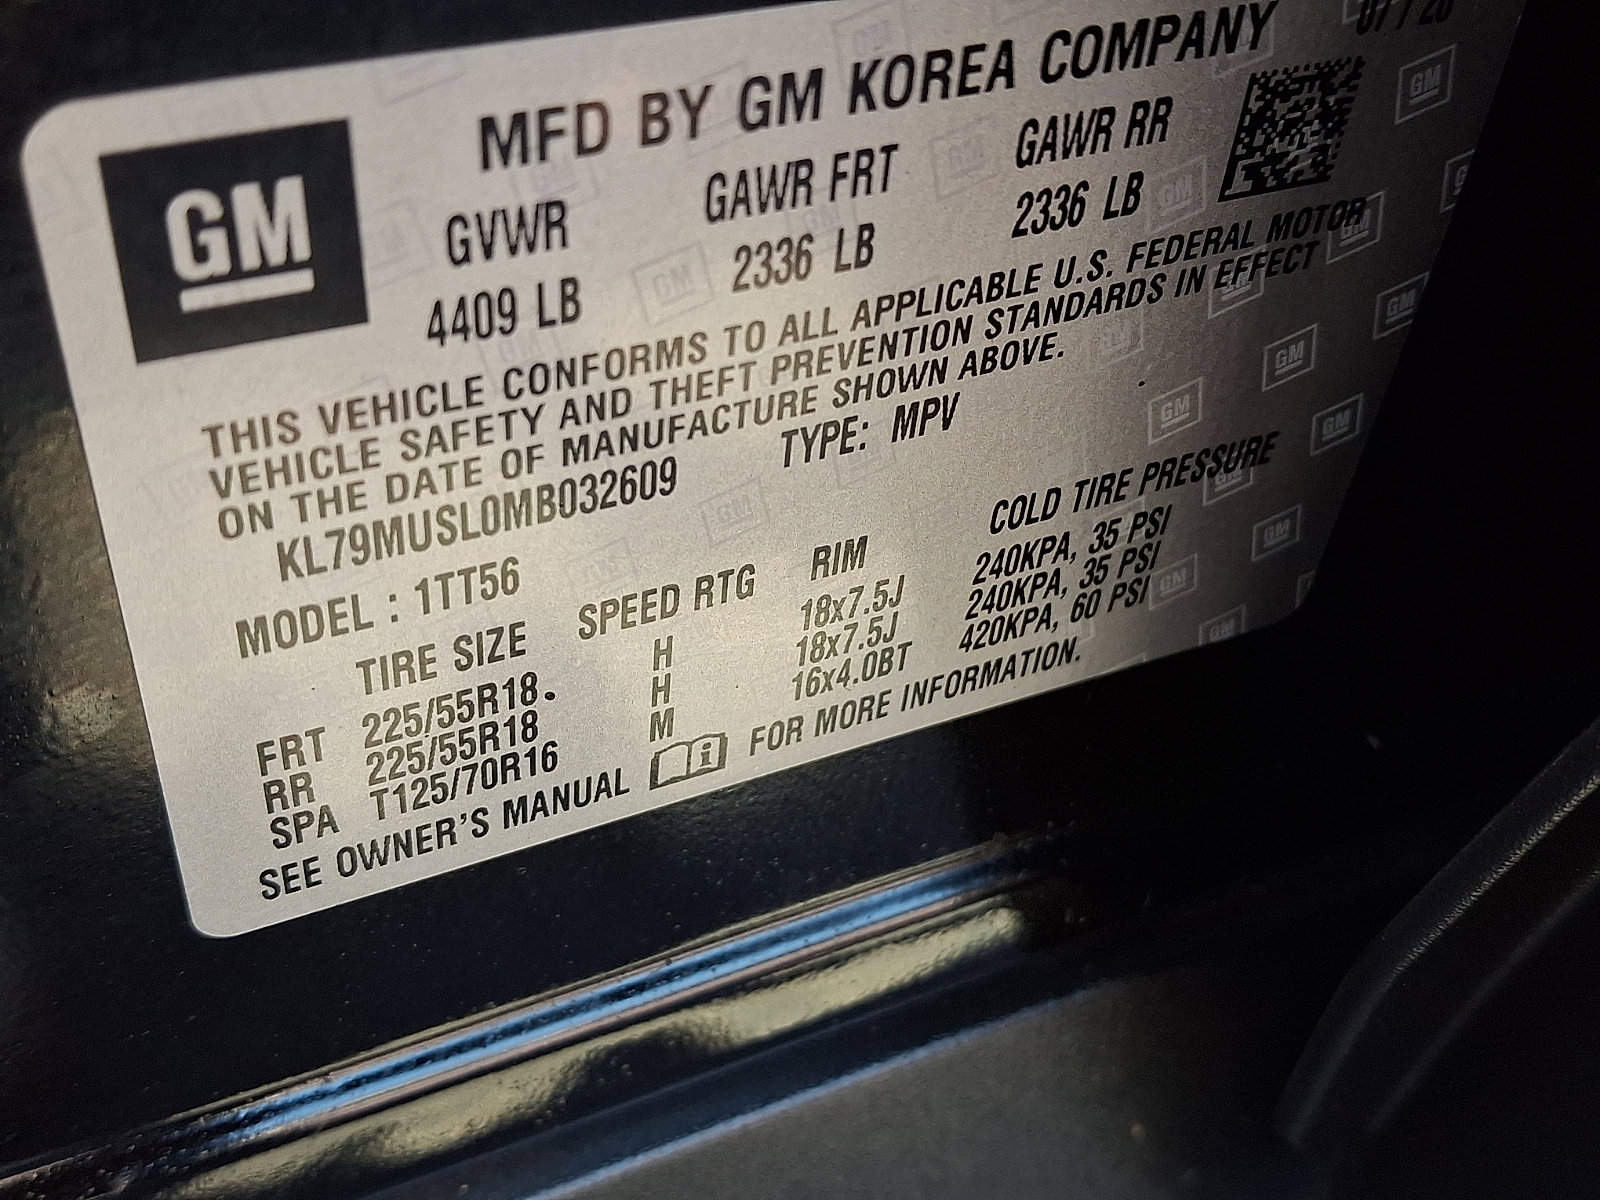 MFD BY GM KOREA COMPANY 07/20
GM
GVWR GAWR FRT GAWR RR
4409 LB 2336 LB 2336 LB
THIS VEHICLE CONFORMS TO ALL APPLICABLE U.S. FEDERAL MOTOR
VEHICLE SAFETY AND THEFT PREVENTION STANDARDS IN EFFECT
ON THE DATE OF MANUFACTURE SHOWN ABOVE.
KL79MUSL0MB032609 TYPE: MPV
MODEL : 1TT56
TIRE SIZE SPEED RTG RIM COLD TIRE PRESSURE
FRT 225/55R18 H 18x7.5J 240KPA, 35 PSI
RR 225/55R18 H 18x7.5J 240KPA, 35 PSI
SPA T125/70R16 M 16x4.0BT 420KPA, 60 PSI
SEE OWNER'S MANUAL i FOR MORE INFORMATION.